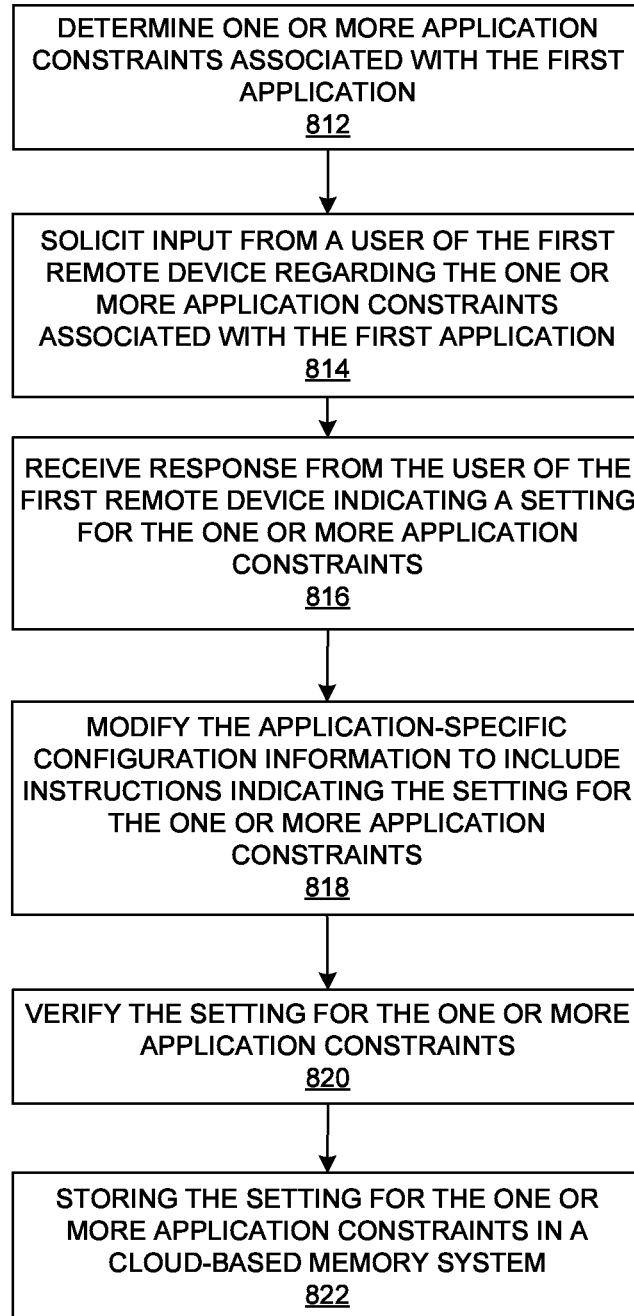 DETERMINE ONE OR MORE APPLICATION
CONSTRAINTS ASSOCIATED WITH THE FIRST
APPLICATION
812
SOLICIT INPUT FROM A USER OF THE FIRST
REMOTE DEVICE REGARDING THE ONE OR
MORE APPLICATION CONSTRAINTS
ASSOCIATED WITH THE FIRST APPLICATION
814
RECEIVE RESPONSE FROM THE USER OF THE
FIRST REMOTE DEVICE INDICATING A SETTING
FOR THE ONE OR MORE APPLICATION
CONSTRAINTS
816
MODIFY THE APPLICATION-SPECIFIC
CONFIGURATION INFORMATION TO INCLUDE
INSTRUCTIONS INDICATING THE SETTING FOR
THE ONE OR MORE APPLICATION
CONSTRAINTS
818
VERIFY THE SETTING FOR THE ONE OR MORE
APPLICATION CONSTRAINTS
820
STORING THE SETTING FOR THE ONE OR
MORE APPLICATION CONSTRAINTS IN A
CLOUD-BASED MEMORY SYSTEM
822